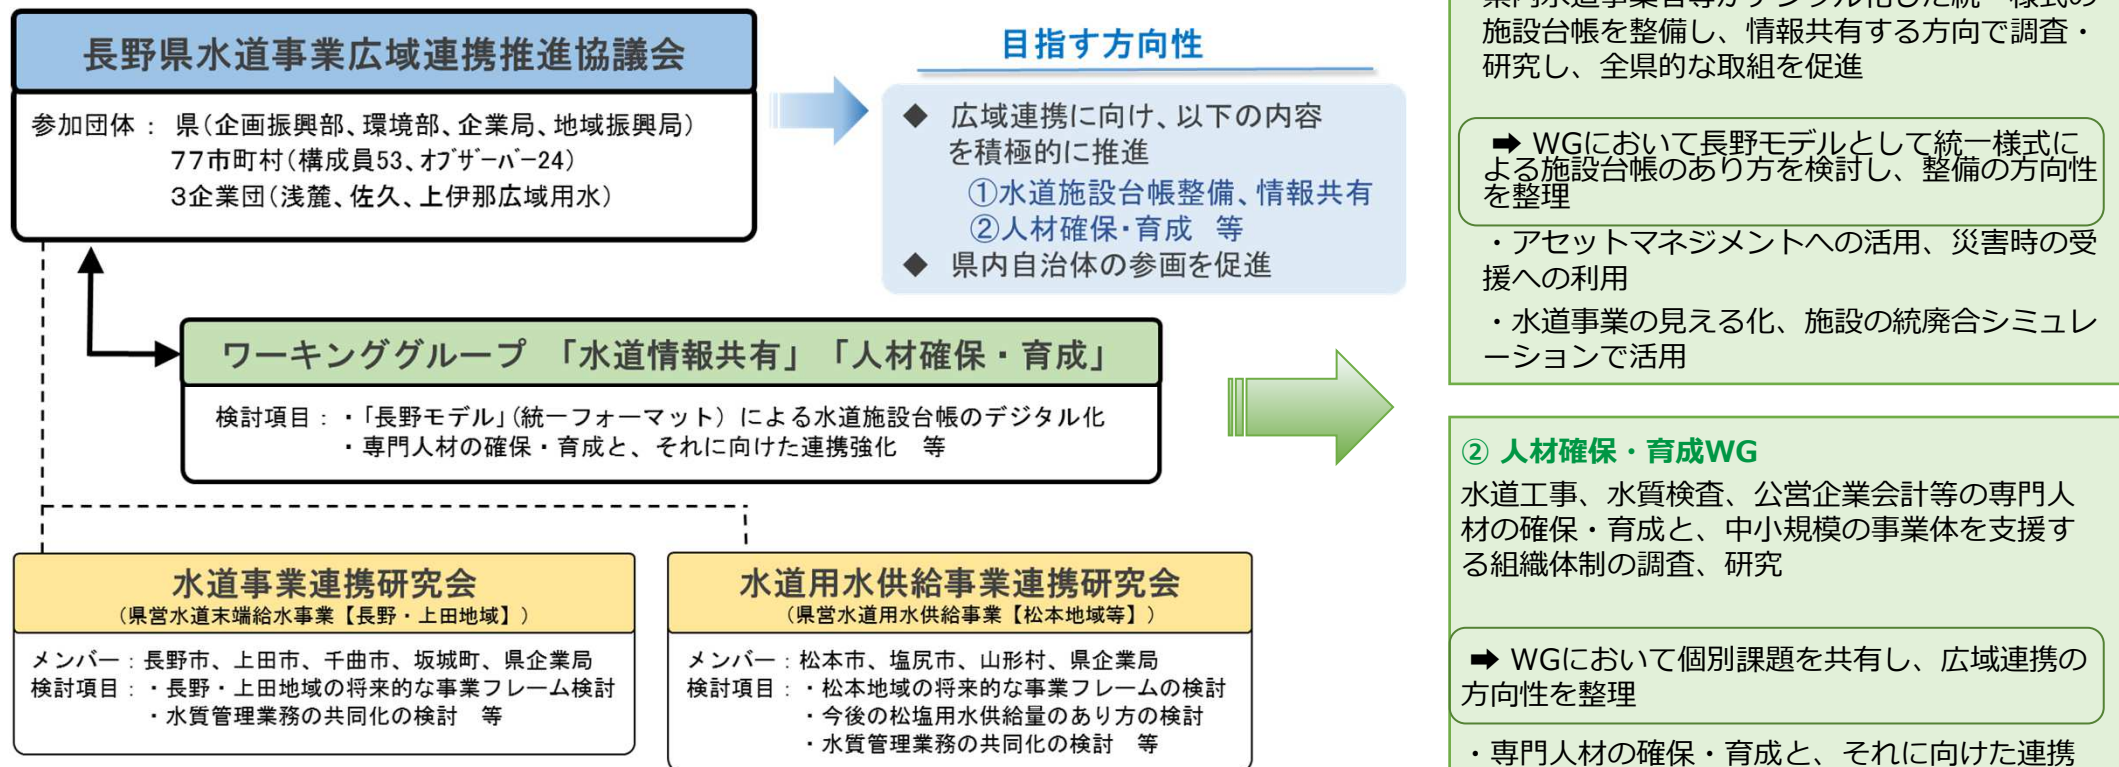 長野県水道事業広域連携推進協議会
参加団体： 県（企画振興部、環境部、企業局、地域振興局）
77市町村（構成員53、ｵﾌﾞｻﾞｰﾊﾞｰ24）
3企業団（浅麓、佐久、上伊那広域用水）
目指す方向性
◆ 広域連携に向け、以下の内容
を積極的に推進
①水道施設台帳整備、情報共有
②人材確保・育成　等
◆ 県内自治体の参画を促進
ワーキンググループ 「水道情報共有」「人材確保・育成」
検討項目：・「長野モデル」（統一フォーマット）による水道施設台帳のデジタル化
・専門人材の確保・育成と、それに向けた連携強化　等
水道事業連携研究会
（県営水道末端給水事業【長野・上田地域】）
メンバー：長野市、上田市、千曲市、坂城町、県企業局
検討項目：・長野・上田地域の将来的な事業フレーム検討
・水質管理業務の共同化の検討　等
水道用水供給事業連携研究会
（県営水道用水供給事業【松本地域等】）
メンバー：松本市、塩尻市、山形村、県企業局
検討項目：・松本地域の将来的な事業フレームの検討
・今後の松塩用水供給量のあり方の検討
・水質管理業務の共同化の検討　等
県内水道事業者等がデジタル化した統一様式の
施設台帳を整備し、情報共有する方向で調査・
研究し、全県的な取組を促進
➡ WGにおいて長野モデルとして統一様式に
よる施設台帳のあり方を検討し、整備の方向性
を整理
・アセットマネジメントへの活用、災害時の受
援への利用
・水道事業の見える化、施設の統廃合シミュレ
ーションで活用
② 人材確保・育成WG
水道工事、水質検査、公営企業会計等の専門人
材の確保・育成と、中小規模の事業体を支援す
る組織体制の調査、研究
➡ WGにおいて個別課題を共有し、広域連携の
方向性を整理
・専門人材の確保・育成と、それに向けた連携